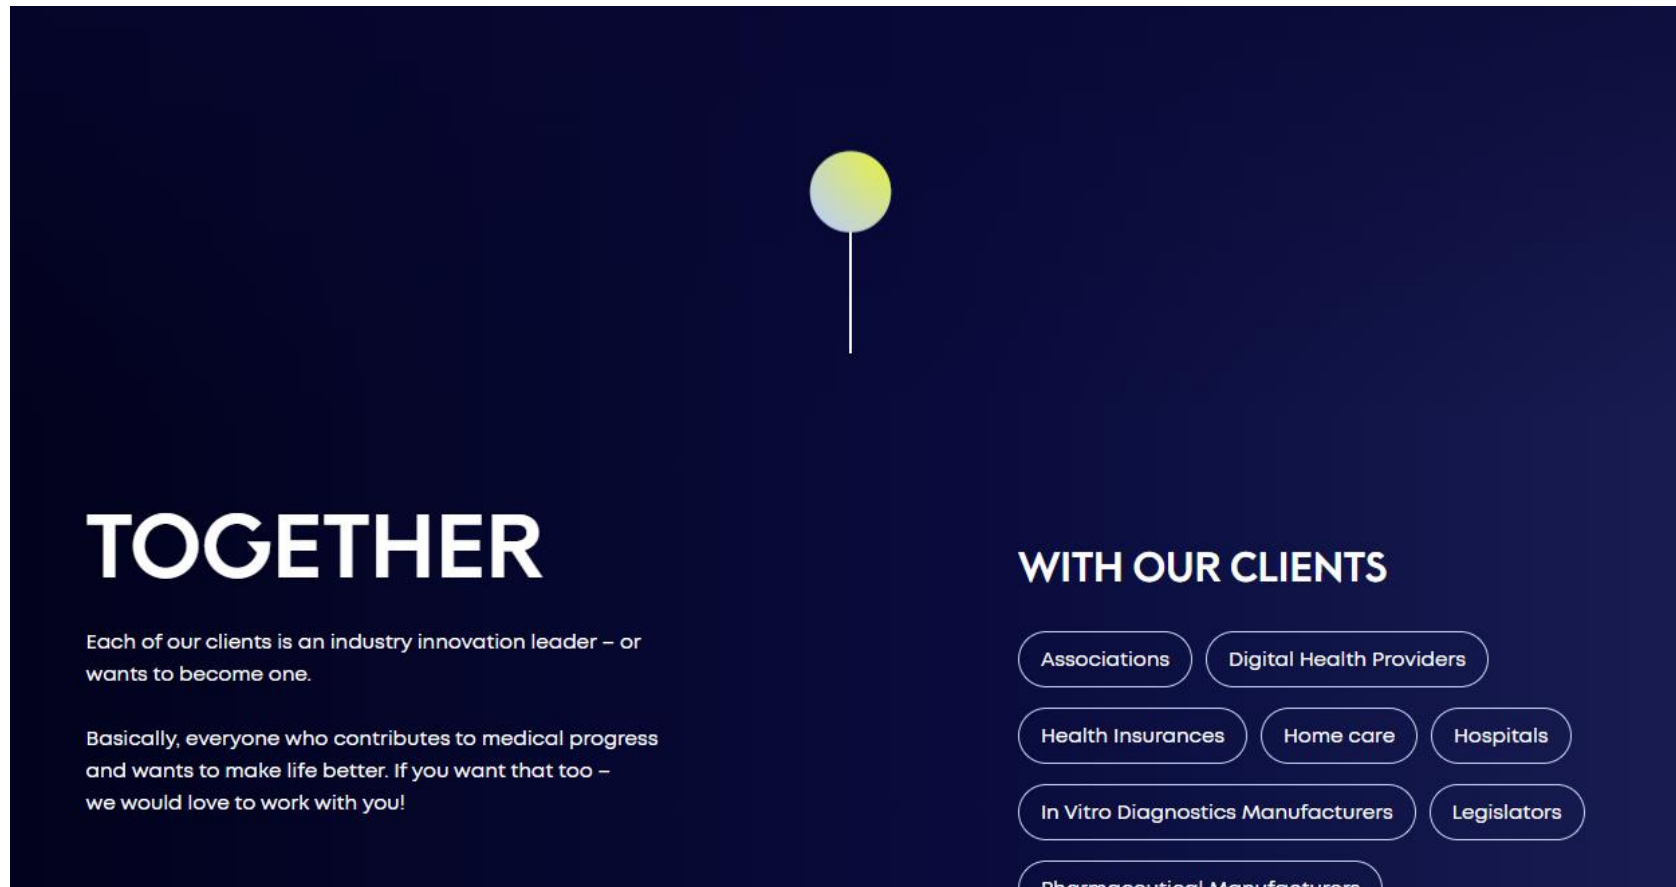 TOGETHER
Each of our clients is an industry innovation leader – or
wants to become one.
Basically, everyone who contributes to medical progress
and wants to make life better. If you want that too –
we would love to work with you!
WITH OUR CLIENTS
Associations
Digital Health Providers
Health Insurances
Home care
Hospitals
In Vitro Diagnostics Manufacturers
Legislators
Pharmaceutical Manufacturers